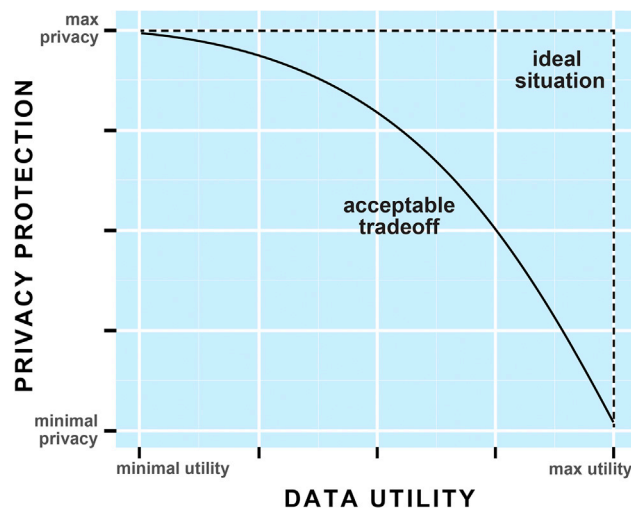 max
privacy
ideal
situation
PRIVACY PROTECTION
acceptable
tradeoff
minimal
privacy
minimal utility
max utility
DATA UTILITY